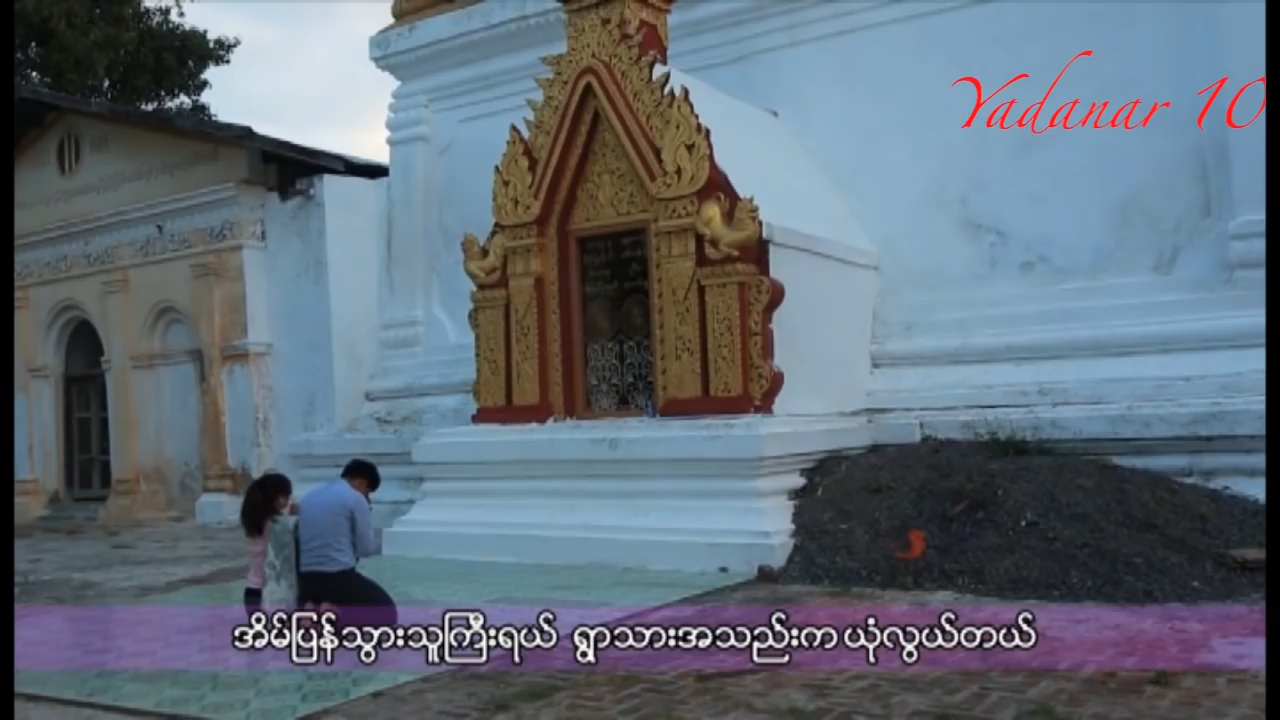 Yadanar 10
အိမ်ပြန်သွားသူကြီးရယ် ရွာသားအသည်းက ယုံလွယ်တယ်